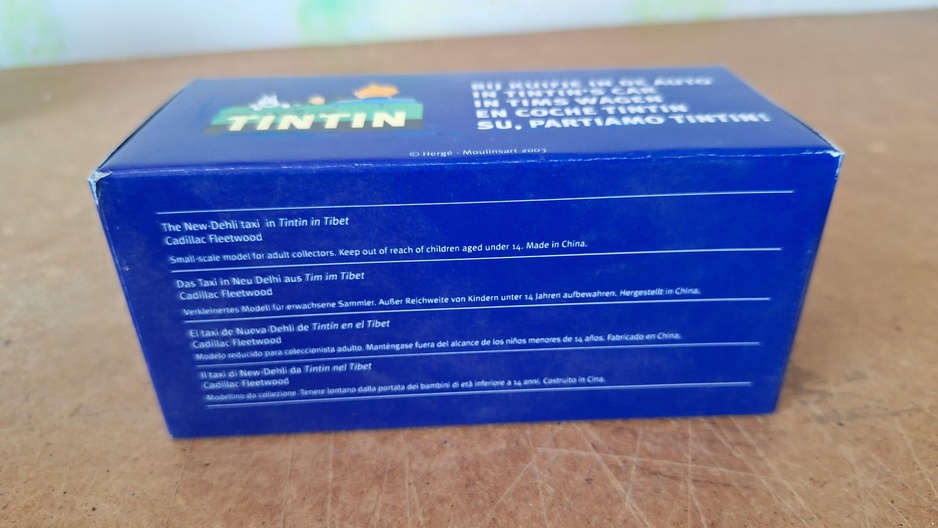 TINTIN
BIJ KUIFJE IN DE AUTO
IN TINTIN'S CAR
IN TIMS WAGEN
EN COCHE TINTIN
SU, PARTIAMO TINTIN!
© Hergé - Moulinsart 2003
The New-Dehli taxi in Tintin in Tibet
Cadillac Fleetwood
Small-scale model for adult collectors. Keep out of reach of children aged under 14. Made in China.
Das Taxi in Neu Delhi aus Tim im Tibet
Cadillac Fleetwood
Verkleinertes Modell für erwachsene Sammler. Außer Reichweite von Kindern unter 14 Jahren aufbewahren. Hergestellt in China.
El taxi de Nueva-Dehli de Tintín en el Tibet
Cadillac Fleetwood
Modelo reducido para coleccionista adulto. Manténgase fuera del alcance de los niños menores de 14 años. Fabricado en China.
Il taxi di New-Dehli da Tintin nel Tibet
Cadillac Fleetwood
Modellino da collezione. Tenere lontano dalla portata dei bambini di età inferiore a 14 anni. Costruito in Cina.